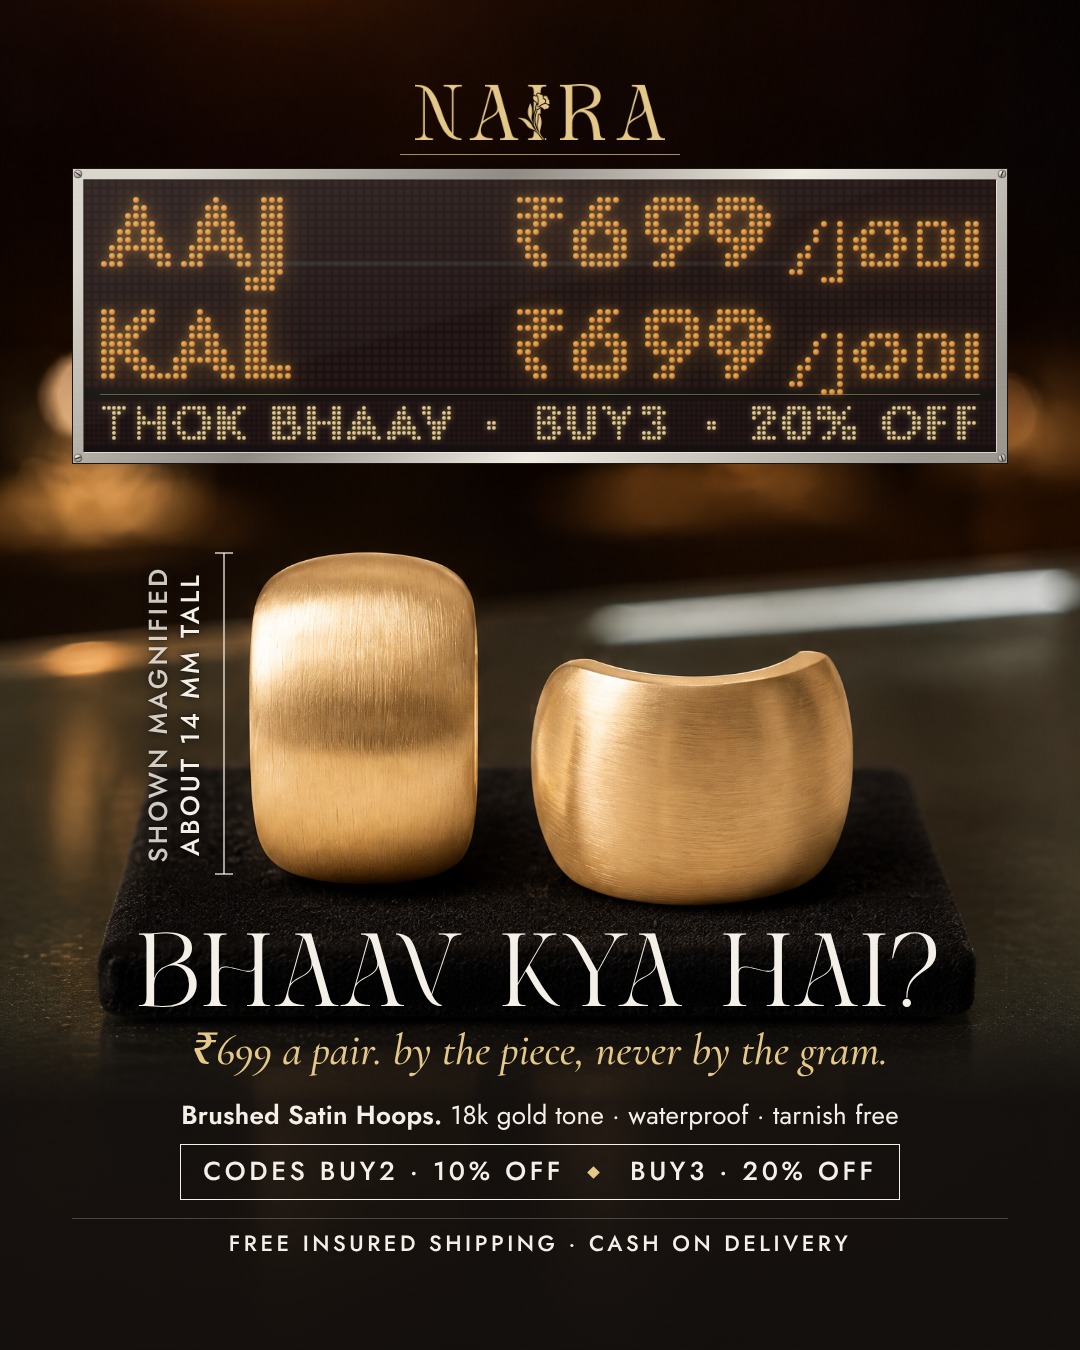 NAIRA
AAJ ₹699 /JODI
KAL ₹699 /JODI
THOK BHAAV · BUY3 · 20% OFF
SHOWN MAGNIFIED
ABOUT 14 MM TALL
BHAAV KYA HAI?
₹699 a pair. by the piece, never by the gram.
Brushed Satin Hoops. 18k gold tone · waterproof · tarnish free
CODES BUY2 · 10% OFF ◆ BUY3 · 20% OFF
FREE INSURED SHIPPING · CASH ON DELIVERY